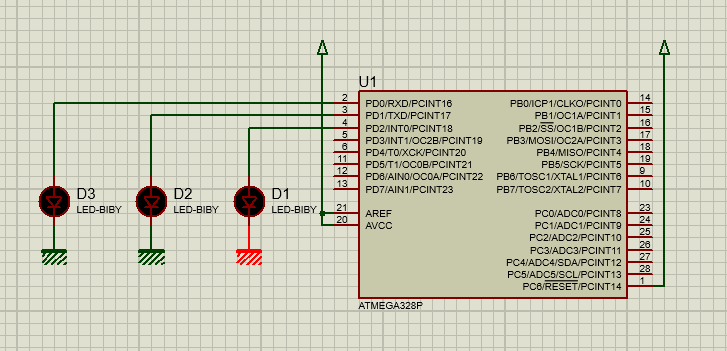 U1
2 PD0/RXD/PCINT16 PB0/ICP1/CLKO/PCINT0 14
3 PD1/TXD/PCINT17 PB1/OC1A/PCINT1 15
4 PD2/INT0/PCINT18 PB2/SS/OC1B/PCINT2 16
5 PD3/INT1/OC2B/PCINT19 PB3/MOSI/OC2A/PCINT3 17
6 PD4/T0/XCK/PCINT20 PB4/MISO/PCINT4 18
11 PD5/T1/OC0B/PCINT21 PB5/SCK/PCINT5 19
12 PD6/AIN0/OC0A/PCINT22 PB6/TOSC1/XTAL1/PCINT6 9
13 PD7/AIN1/PCINT23 PB7/TOSC2/XTAL2/PCINT7 10
D3
LED-BIBY
D2
LED-BIBY
D1
LED-BIBY
21 AREF PC0/ADC0/PCINT8 23
20 AVCC PC1/ADC1/PCINT9 24
PC2/ADC2/PCINT10 25
PC3/ADC3/PCINT11 26
PC4/ADC4/SDA/PCINT12 27
PC5/ADC5/SCL/PCINT13 28
PC6/RESET/PCINT14 1
ATMEGA328P